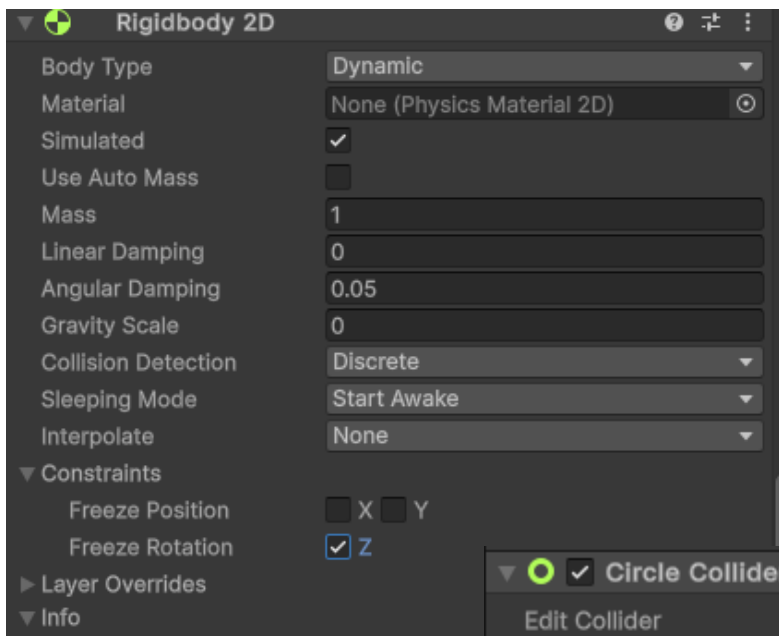 Rigidbody 2D
Body Type Dynamic
Material None (Physics Material 2D)
Simulated
Use Auto Mass
Mass 1
Linear Damping 0
Angular Damping 0.05
Gravity Scale 0
Collision Detection Discrete
Sleeping Mode Start Awake
Interpolate None
Constraints
Freeze Position X Y
Freeze Rotation Z
Layer Overrides
Info
Circle Collide
Edit Collider